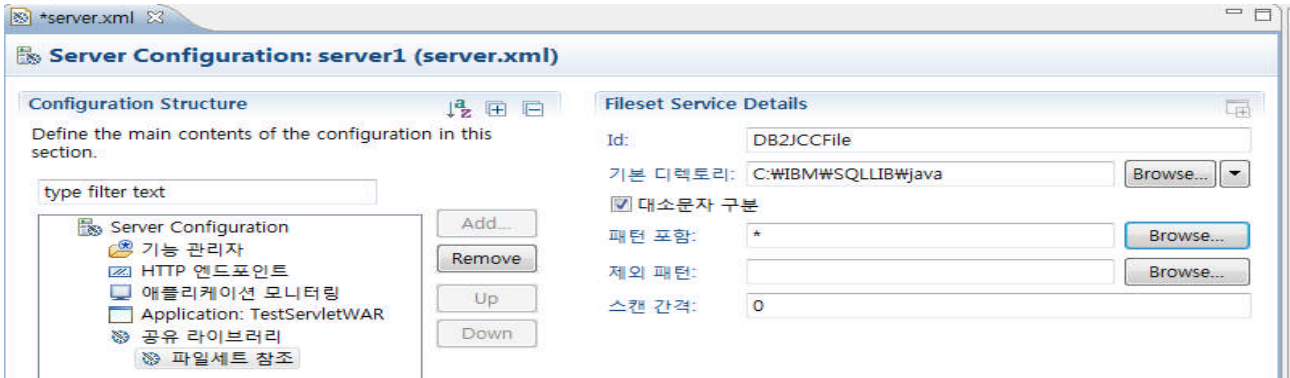 *server.xml
Server Configuration: server1 (server.xml)
Configuration Structure
Define the main contents of the configuration in this
section.
type filter text
Server Configuration
기능 관리자
HTTP 엔드포인트
애플리케이션 모니터링
Application: TestServletWAR
공유 라이브러리
파일세트 참조
Add...
Remove
Up
Down
Fileset Service Details
Id: DB2JCCFile
기본 디렉토리: C:₩IBM₩SQLLIB₩java Browse...
대소문자 구분
패턴 포함: * Browse...
제외 패턴: Browse...
스캔 간격: 0